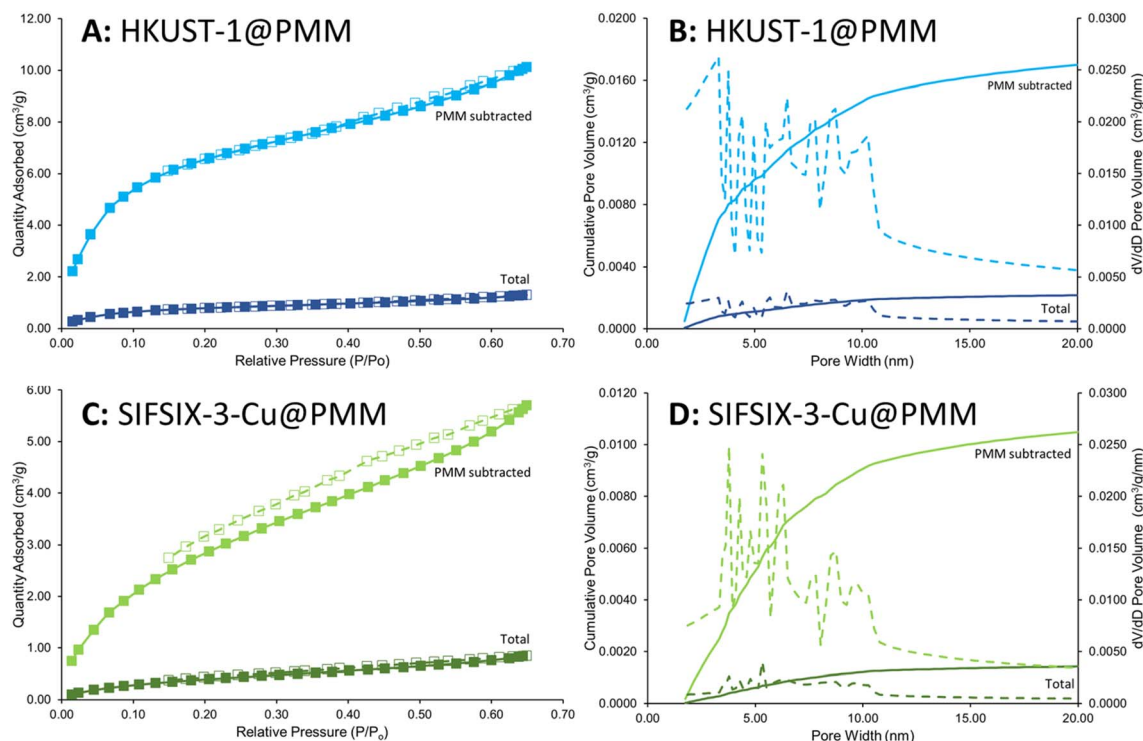 A: HKUST-1@PMM
12.00
10.00
8.00
6.00
4.00
2.00
0.00
Quantity Adsorbed (cm³/g)
PMM subtracted
Total
0.00 0.10 0.20 0.30 0.40 0.50 0.60 0.70
Relative Pressure (P/Po)
B: HKUST-1@PMM
0.0200
0.0160
0.0120
0.0080
0.0040
0.0000
Cumulative Pore Volume (cm³/g)
PMM subtracted
Total
0.0300
0.0250
0.0200
0.0150
0.0100
0.0050
0.0000
dV/dD Pore Volume (cm³/g/nm)
0.00 5.00 10.00 15.00 20.00
Pore Width (nm)
C: SIFSIX-3-Cu@PMM
6.00
5.00
4.00
3.00
2.00
1.00
0.00
Quantity Adsorbed (cm³/g)
PMM subtracted
Total
0.00 0.10 0.20 0.30 0.40 0.50 0.60 0.70
Relative Pressure (P/Pₒ)
D: SIFSIX-3-Cu@PMM
0.0120
0.0100
0.0080
0.0060
0.0040
0.0020
0.0000
Cumulative Pore Volume (cm³/g)
PMM subtracted
Total
0.0300
0.0250
0.0200
0.0150
0.0100
0.0050
0.0000
dV/dD Pore Volume (cm³/g/nm)
0.00 5.00 10.00 15.00 20.00
Pore Width (nm)